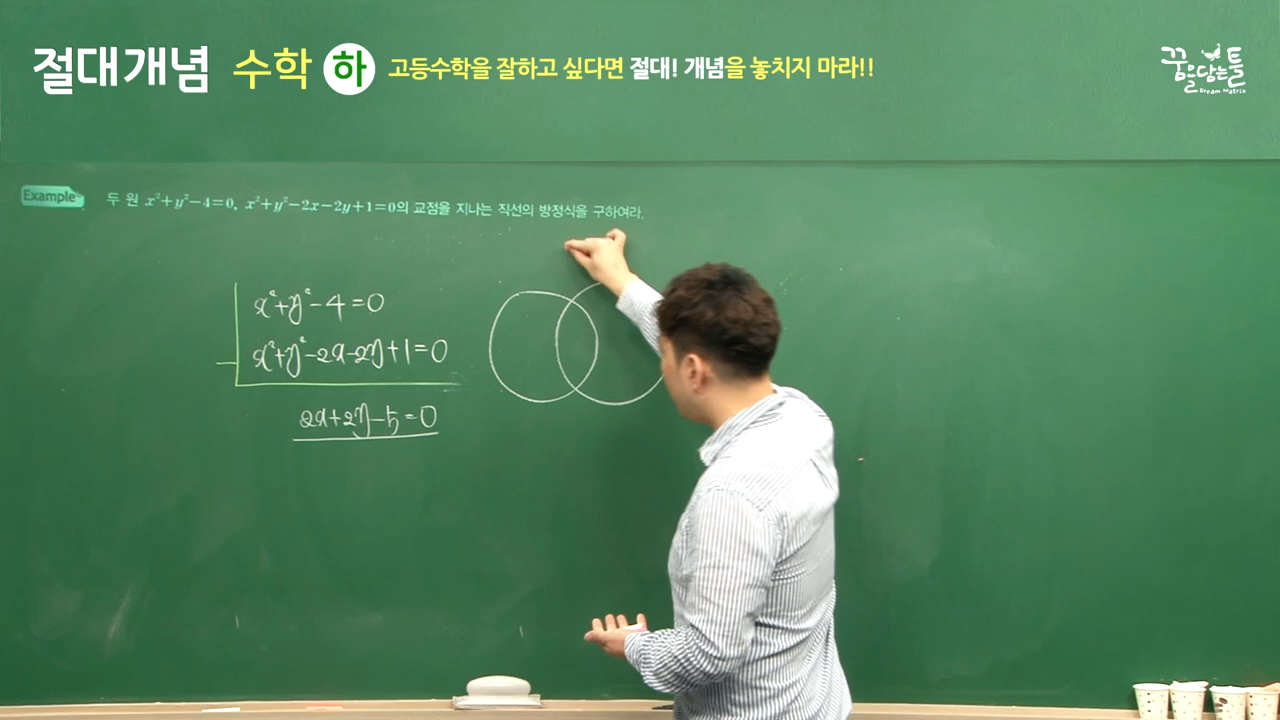 절대개념 수학 하 고등수학을 잘하고 싶다면 절대! 개념을 놓치지 마라!!
꿈을담는틀
Dream Matrix
Example 두 원 x²+y²-4=0, x²+y²-2x-2y+1=0의 교점을 지나는 직선의 방정식을 구하여라.
x²+y²-4=0
x²+y²-2x-2y+1=0
2x+2y-5=0